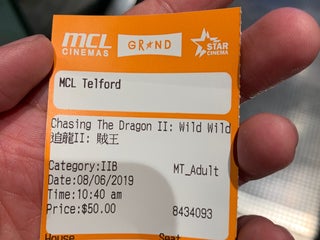 MCL
CINEMAS
GRAND
STAR
CINEMA
MCL Telford
Chasing The Dragon II: Wild Wild
追龍II: 賊王
Category:IIB MT_Adult
Date:08/06/2019
Time:10:40 am
Price:$50.00 8434093
House Seat